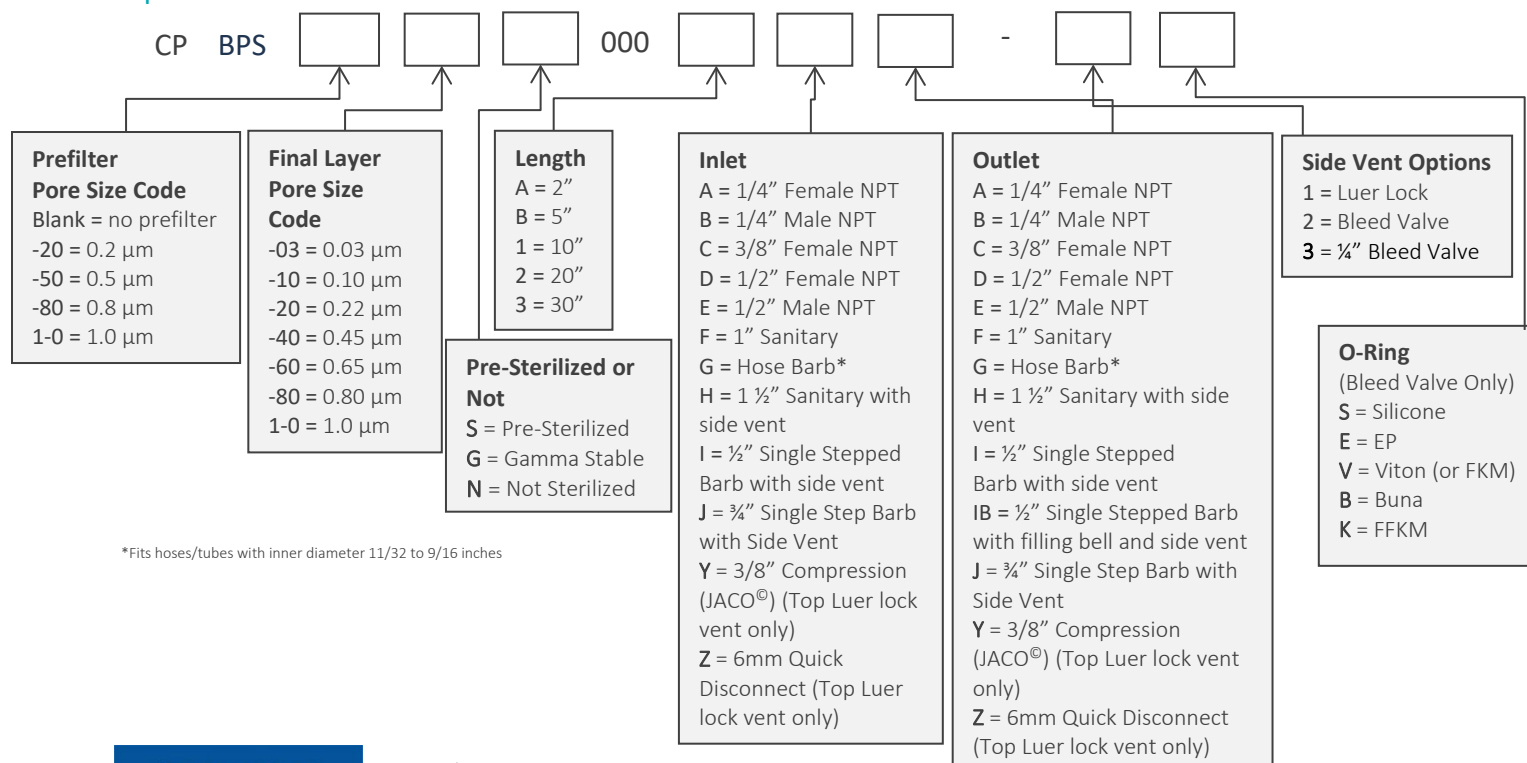 CP BPS 000 -
Prefilter
Pore Size Code
Blank = no prefilter
-20 = 0.2 µm
-50 = 0.5 µm
-80 = 0.8 µm
1-0 = 1.0 µm
Final Layer
Pore Size
Code
-03 = 0.03 µm
-10 = 0.10 µm
-20 = 0.22 µm
-40 = 0.45 µm
-60 = 0.65 µm
-80 = 0.80 µm
1-0 = 1.0 µm
Pre-Sterilized or
Not
S = Pre-Sterilized
G = Gamma Stable
N = Not Sterilized
Length
A = 2”
B = 5”
1 = 10”
2 = 20”
3 = 30”
Inlet
A = 1/4” Female NPT
B = 1/4” Male NPT
C = 3/8” Female NPT
D = 1/2” Female NPT
E = 1/2” Male NPT
F = 1” Sanitary
G = Hose Barb*
H = 1 ½” Sanitary with
side vent
I = ½” Single Stepped
Barb with side vent
J = ¾” Single Step Barb
with Side Vent
Y = 3/8” Compression
(JACO©) (Top Luer lock
vent only)
Z = 6mm Quick
Disconnect (Top Luer
lock vent only)
Outlet
A = 1/4” Female NPT
B = 1/4” Male NPT
C = 3/8” Female NPT
D = 1/2” Female NPT
E = 1/2” Male NPT
F = 1” Sanitary
G = Hose Barb*
H = 1 ½” Sanitary with side
vent
I = ½” Single Stepped
Barb with side vent
IB = ½” Single Stepped Barb
with filling bell and side vent
J = ¾” Single Step Barb with
Side Vent
Y = 3/8” Compression
(JACO©) (Top Luer lock vent
only)
Z = 6mm Quick Disconnect
(Top Luer lock vent only)
Side Vent Options
1 = Luer Lock
2 = Bleed Valve
3 = ¼” Bleed Valve
O-Ring
(Bleed Valve Only)
S = Silicone
E = EP
V = Viton (or FKM)
B = Buna
K = FFKM
*Fits hoses/tubes with inner diameter 11/32 to 9/16 inches